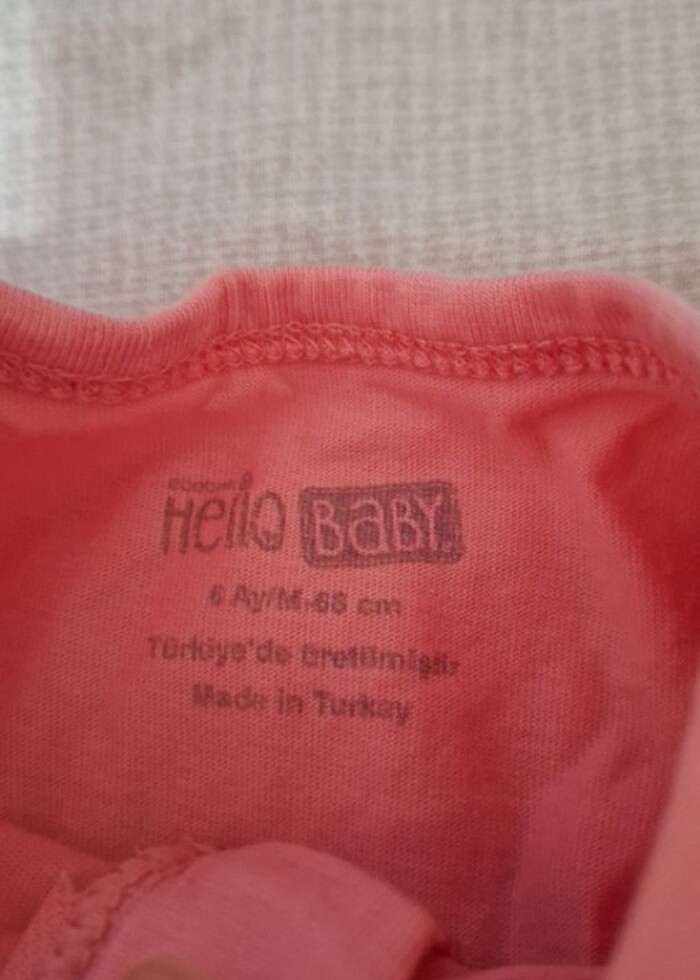 Hello BABY
6 Ay/M-68 cm
Türkiye'de üretilmiştir
Made in Turkey